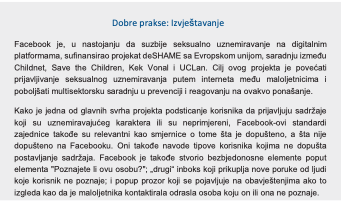 Dobre prakse: Izvještavanje
Facebook je, u nastojanju da suzbije seksualno uznemiravanje na digitalnim
platformama, sufinansirao projekat deSHAME sa Evropskom unijom, saradnju između
Childnet, Save the Children, Kek Vonal i UCLan. Cilj ovog projekta je povećati
prijavljivanje seksualnog uznemiravanja putem interneta među maloljetnicima i
poboljšati multisektorsku saradnju u prevenciji i reagovanju na ovakvo ponašanje.
Kako je jedna od glavnih svrha projekta podsticanje korisnika da prijavljuju sadržaje
koji su uznemiravajućeg karaktera ili su neprimjereni, Facebook-ovi standardi
zajednice takođe su relevantni kao smjernice o tome šta je dopušteno, a šta nije
dopušteno na Facebooku. Oni takođe navode tipove korisnika kojima ne dopušta
postavljanje sadržaja. Facebook je takođe stvorio bezbjedonosne elemente poput
elementa "Poznajete li ovu osobu?"; „drugi“ inboks koji prikuplja nove poruke od ljudi
koje korisnik ne poznaje; i popup prozor koji se pojavljuje na obavještenjima ako to
izgleda kao da je maloljetnika kontaktirala odrasla osoba koju on ili ona ne poznaje.